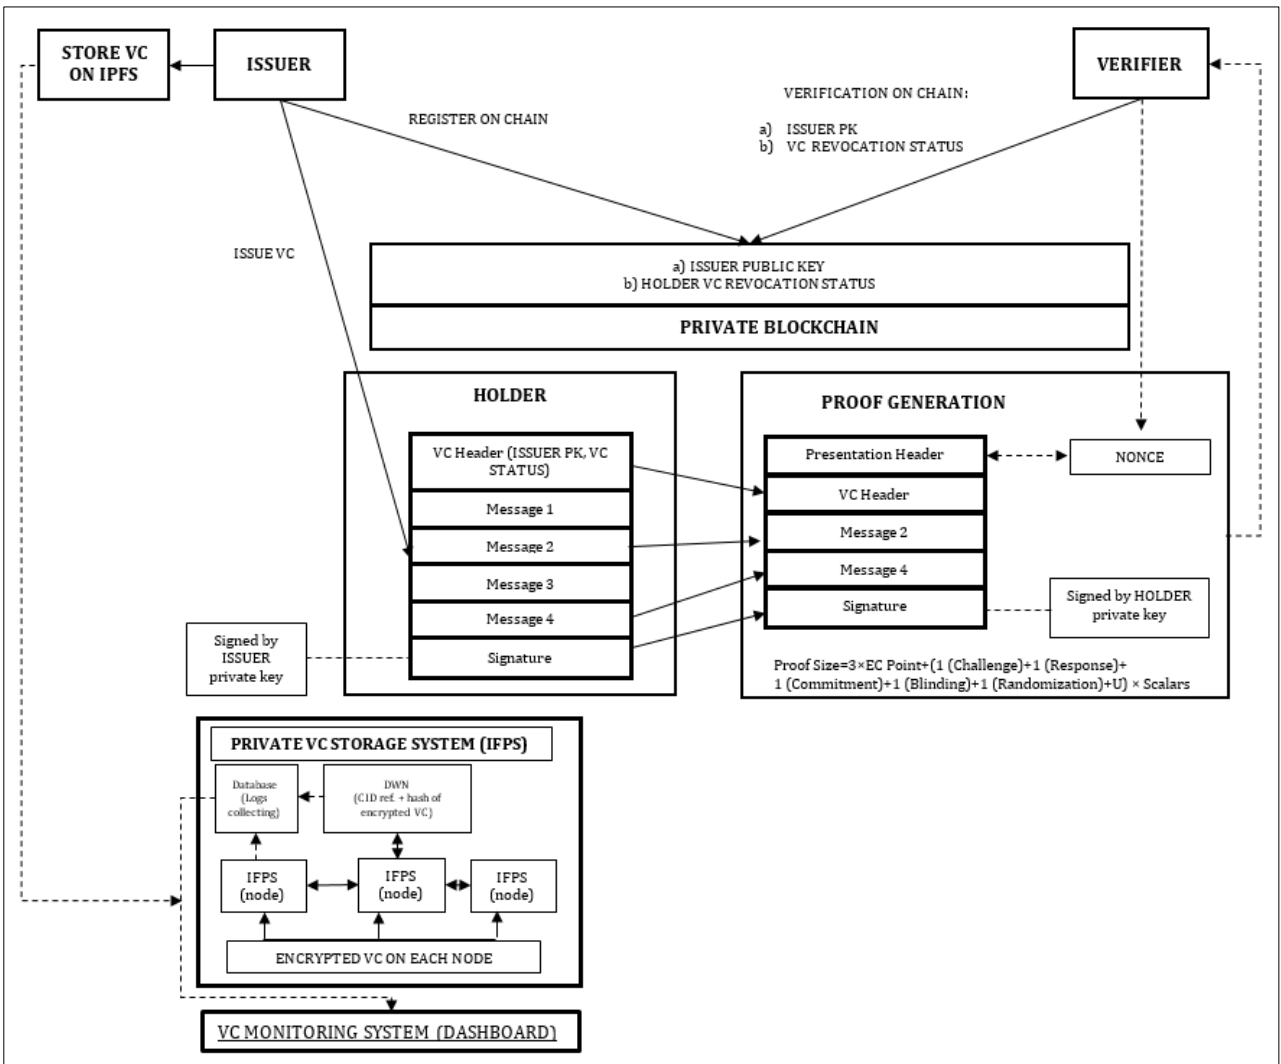 STORE VC
ON IPFS
ISSUER
VERIFIER
REGISTER ON CHAIN
VERIFICATION ON CHAIN:
a) ISSUER PK
b) VC REVOCATION STATUS
ISSUE VC
a) ISSUER PUBLIC KEY
b) HOLDER VC REVOCATION STATUS
PRIVATE BLOCKCHAIN
HOLDER
VC Header (ISSUER PK, VC
STATUS)
Message 1
Message 2
Message 3
Message 4
Signature
Signed by
ISSUER
private key
PROOF GENERATION
Presentation Header
VC Header
Message 2
Message 4
Signature
NONCE
Signed by HOLDER
private key
Proof Size=3×EC Point+(1 (Challenge)+1 (Response)+
1 (Commitment)+1 (Blinding)+1 (Randomization)+U) × Scalars
PRIVATE VC STORAGE SYSTEM (IFPS)
Database
(Logs
collecting)
DWN
(CID ref. + hash of
encrypted VC)
IFPS
(node)
IFPS
(node)
IFPS
(node)
ENCRYPTED VC ON EACH NODE
VC MONITORING SYSTEM (DASHBOARD)